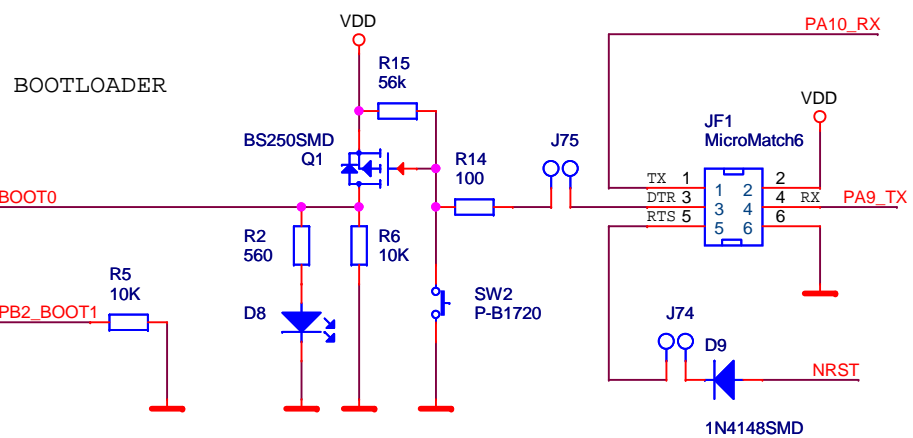 PA10_RX
VDD
BOOTLOADER
R15
56k
VDD
JF1
MicroMatch6
BS250SMD
Q1
R14
100
J75
TX 1 1 2 2
DTR 3 3 4 4 RX PA9_TX
RTS 5 5 6 6
BOOT0
R2
560
R6
10K
R5
10K
SW2
P-B1720
D8
PB2_BOOT1
J74
D9
NRST
1N4148SMD